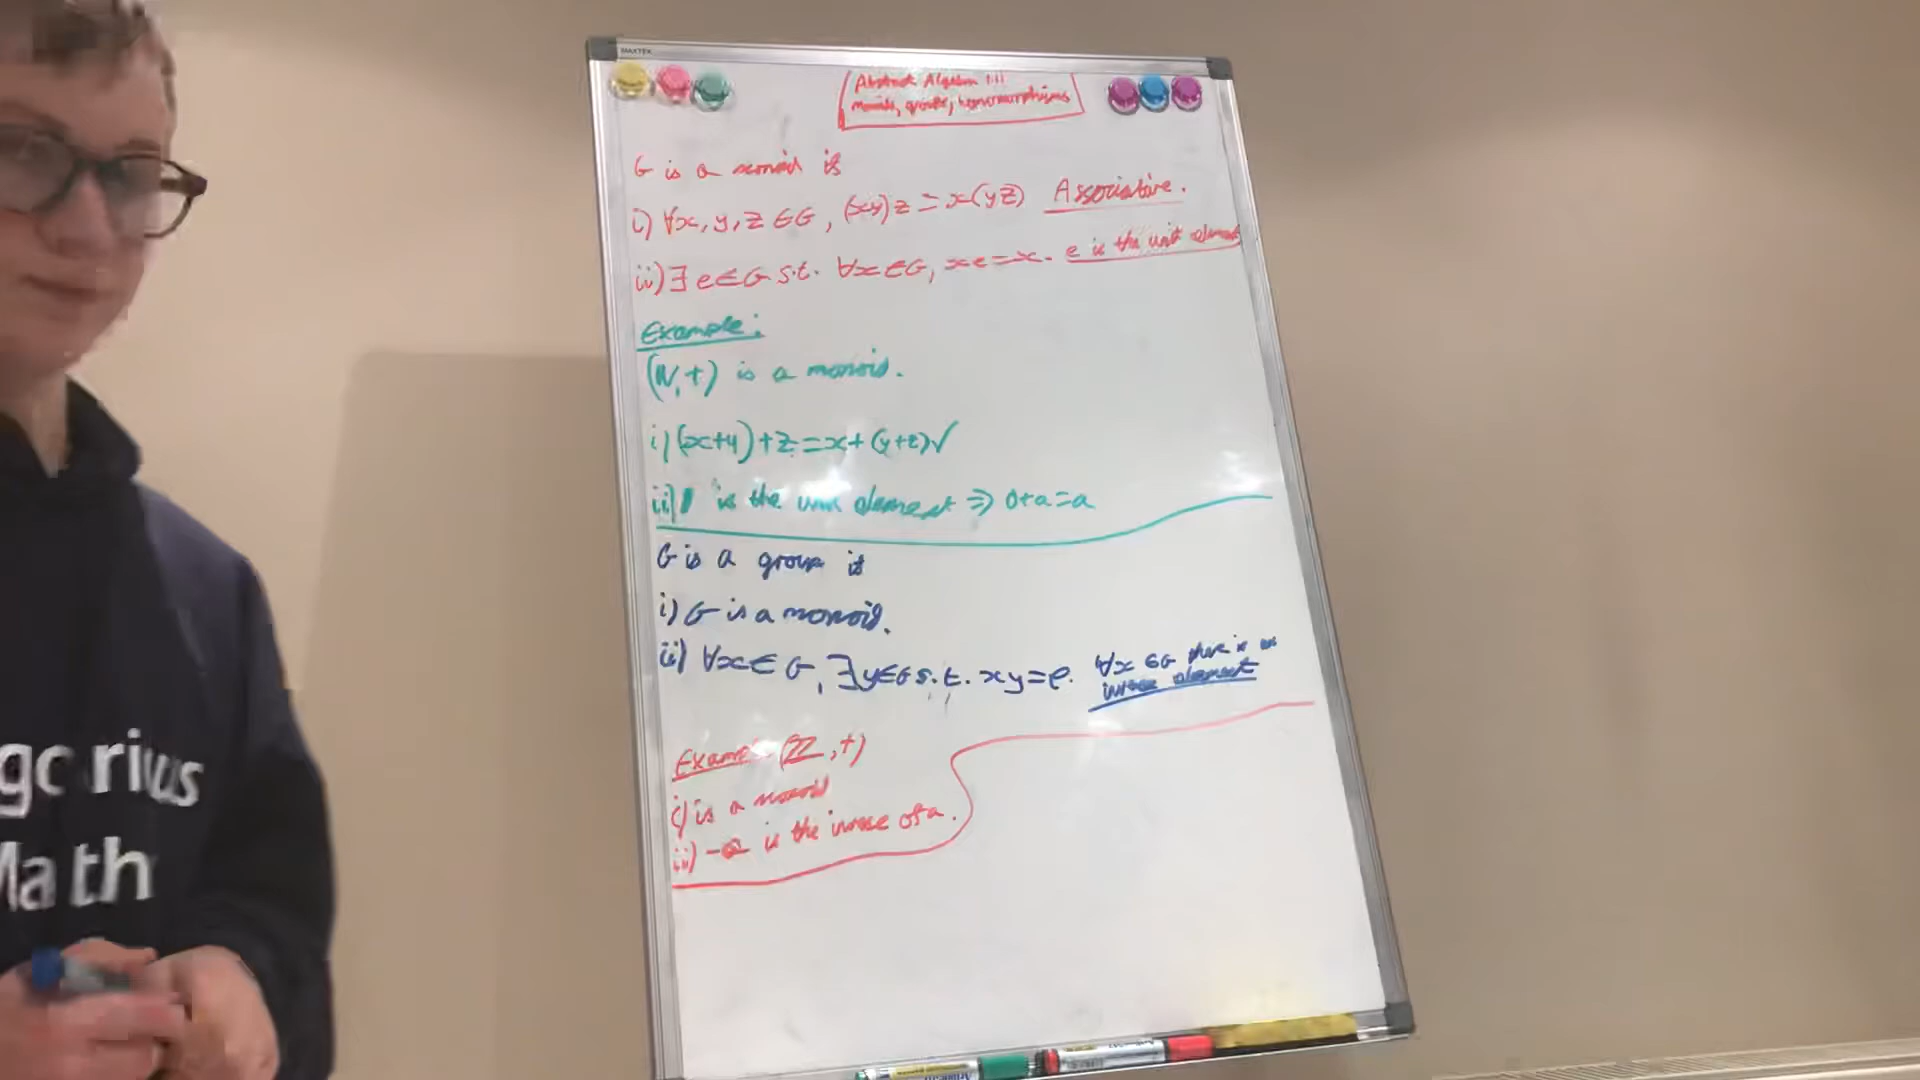 MAXTEK
Abstract Algebra 1.1:
monoids, groups, homomorphisms
G is a monoid if
i) ∀x, y, z ∈ G, (xy)z = x(yz) Associative.
ii) ∃ e ∈ G s.t. ∀x ∈ G, xe = x. e is the unit element
Example:
(N, +) is a monoid.
i) (x+y)+z = x+(y+z) ✓
ii) is the unit element ⇒ 0+a=a
G is a group if
i) G is a monoid.
ii) ∀x ∈ G, ∃y ∈ G s.t. xy = e. ∀x ∈ G there is an
inverse element
Example (ℤ, +)
i) is a monoid
ii) -a is the inverse of a.
Math